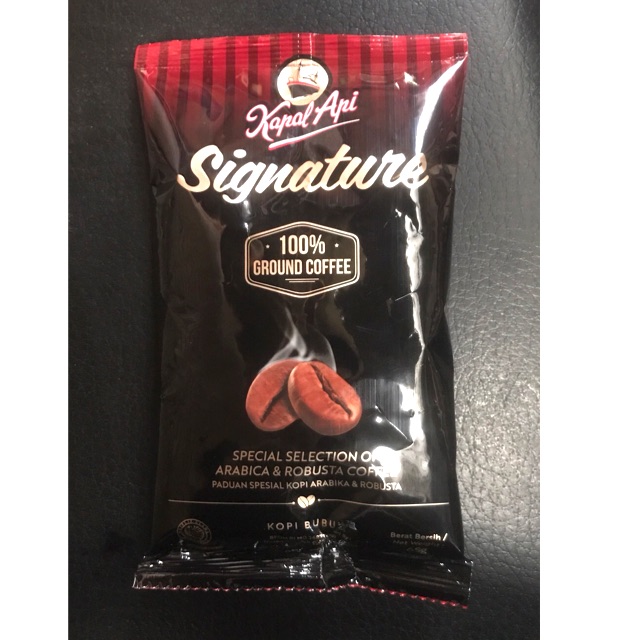 Kapal Api
Signature
100%
GROUND COFFEE
SPECIAL SELECTION OF
ARABICA & ROBUSTA COFFEE
PADUAN SPESIAL KOPI ARABIKA & ROBUSTA
KOPI BUBUK
Berat Bersih /